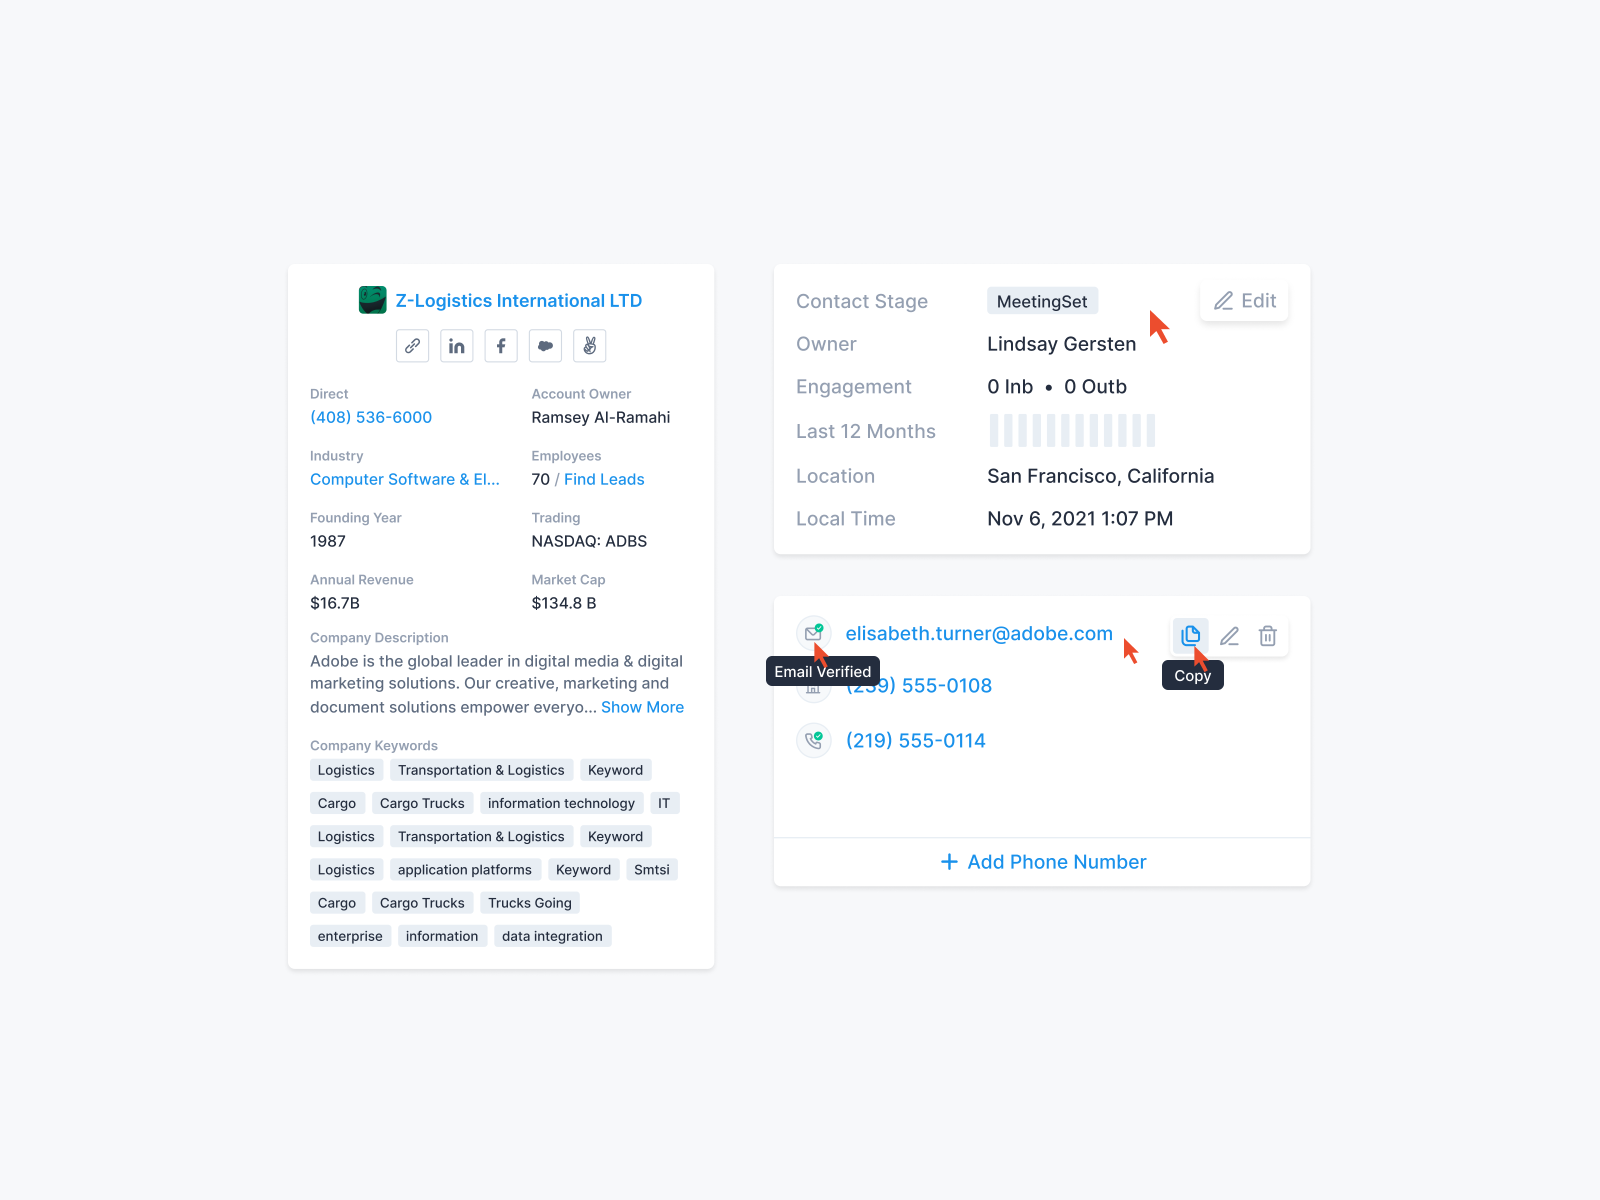 Z-Logistics International LTD
Direct
(408) 536-6000
Account Owner
Ramsey Al-Ramahi
Industry
Computer Software & El...
Employees
70 / Find Leads
Founding Year
1987
Trading
NASDAQ: ADBS
Annual Revenue
$16.7B
Market Cap
$134.8 B
Company Description
Adobe is the global leader in digital media & digital
marketing solutions. Our creative, marketing and
document solutions empower everyo... Show More
Company Keywords
Logistics Transportation & Logistics Keyword
Cargo Cargo Trucks information technology IT
Logistics Transportation & Logistics Keyword
Logistics application platforms Keyword Smtsi
Cargo Cargo Trucks Trucks Going
enterprise information data integration
Contact Stage MeetingSet Edit
Owner Lindsay Gersten
Engagement 0 Inb • 0 Outb
Last 12 Months
Location San Francisco, California
Local Time Nov 6, 2021 1:07 PM
elisabeth.turner@adobe.com
Email Verified
Copy
(239) 555-0108
(219) 555-0114
+ Add Phone Number